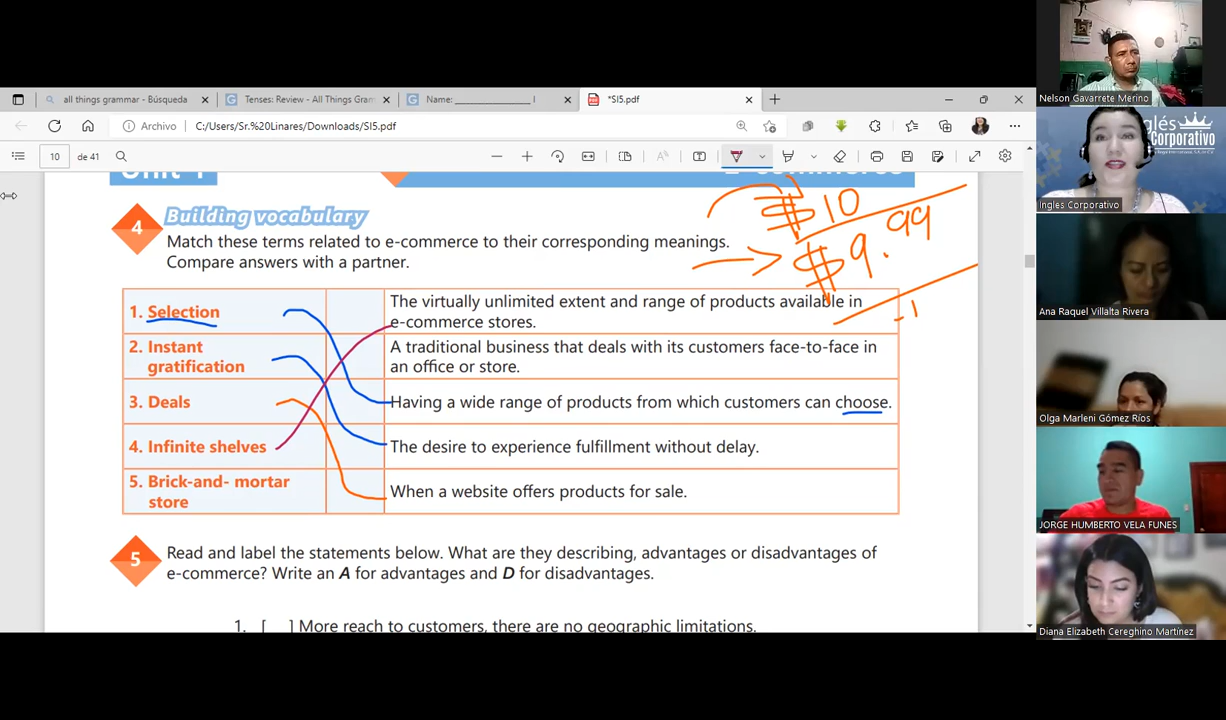 all things grammar - Búsqueda
Tenses: Review - All Things Gram
Name: ________________ I
*SI5.pdf
Archivo
C:/Users/Sr.%20Linares/Downloads/SI5.pdf
10
de 41
$10
$9.99
Building vocabulary
4
Match these terms related to e-commerce to their corresponding meanings.
Compare answers with a partner.
1. Selection
The virtually unlimited extent and range of products available in
e-commerce stores.
-1
2. Instant
gratification
A traditional business that deals with its customers face-to-face in
an office or store.
3. Deals
Having a wide range of products from which customers can choose.
4. Infinite shelves
The desire to experience fulfillment without delay.
5. Brick-and- mortar
store
When a website offers products for sale.
5
Read and label the statements below. What are they describing, advantages or disadvantages of
e-commerce? Write an A for advantages and D for disadvantages.
1. [ ] More reach to customers, there are no geographic limitations.
Nelson Gavarrete Merino
Inglés
Corporativo
Ingles Corporativo
Ana Raquel Villalta Rivera
Olga Marleni Gómez Ríos
JORGE HUMBERTO VELA FUNES
Diana Elizabeth Cereghino Martínez